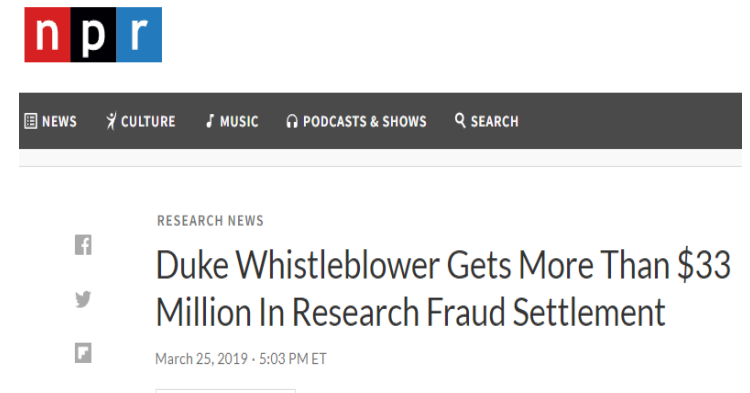 npr
NEWS CULTURE MUSIC PODCASTS & SHOWS SEARCH
RESEARCH NEWS
Duke Whistleblower Gets More Than $33
Million In Research Fraud Settlement
March 25, 2019 · 5:03 PM ET